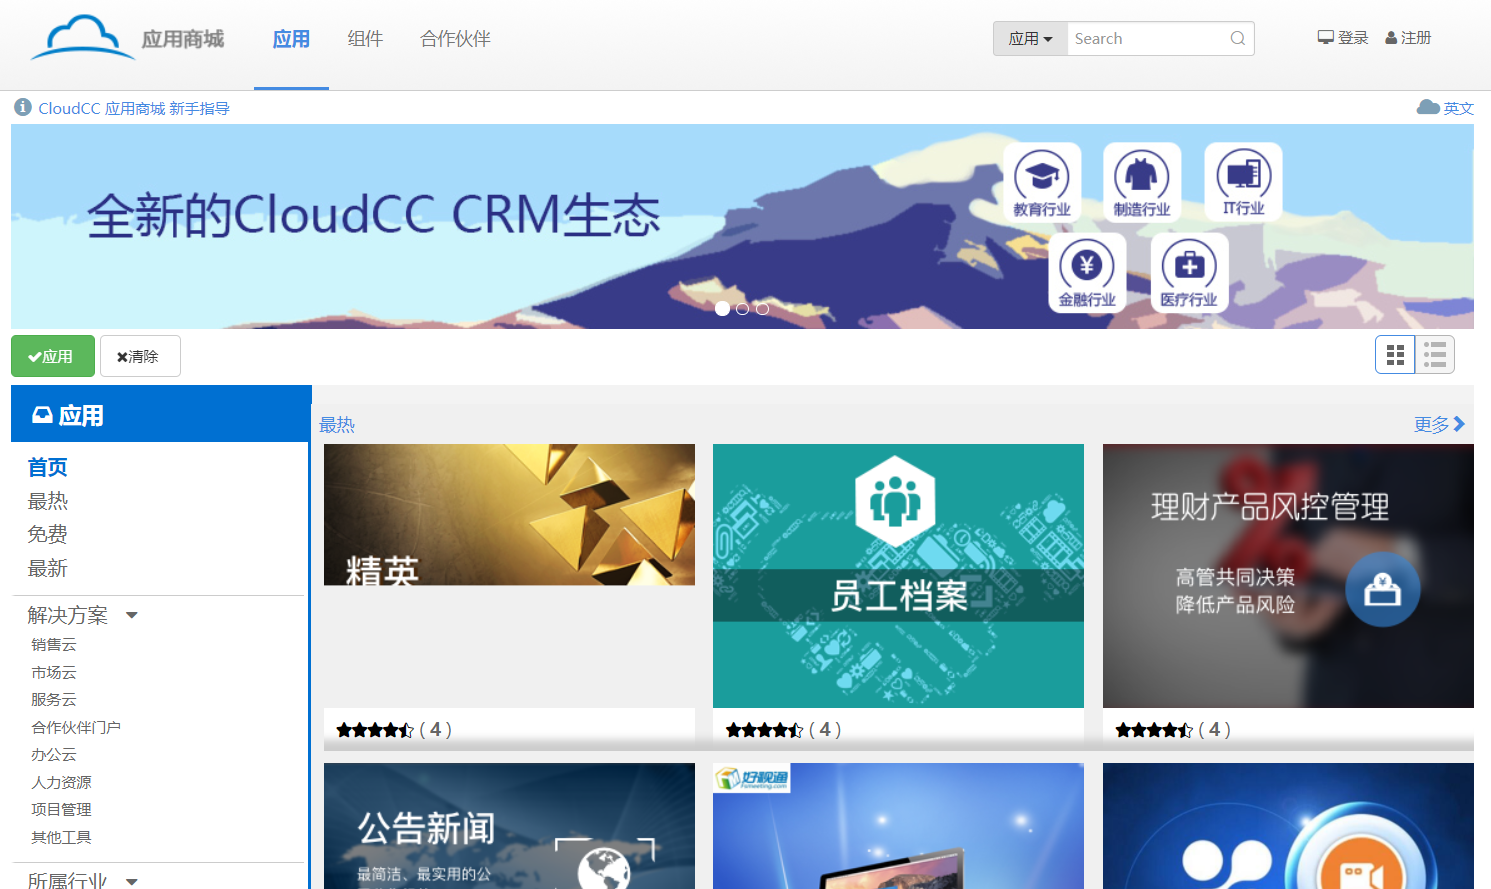 应用商城
应用
组件
合作伙伴
应用
Search
登录
注册
CloudCC 应用商城 新手指导
英文
全新的CloudCC CRM生态
教育行业
制造行业
IT行业
金融行业
医疗行业
应用
清除
应用
首页
最热
免费
最新
解决方案
销售云
市场云
服务云
合作伙伴门户
办公云
人力资源
项目管理
其他工具
所属行业
最热
更多
精英
员工档案
理财产品风控管理
高管共同决策
降低产品风险
( 4 )
( 4 )
( 4 )
公告新闻
最简洁、最实用的公
好视通
Fsmeeting.com